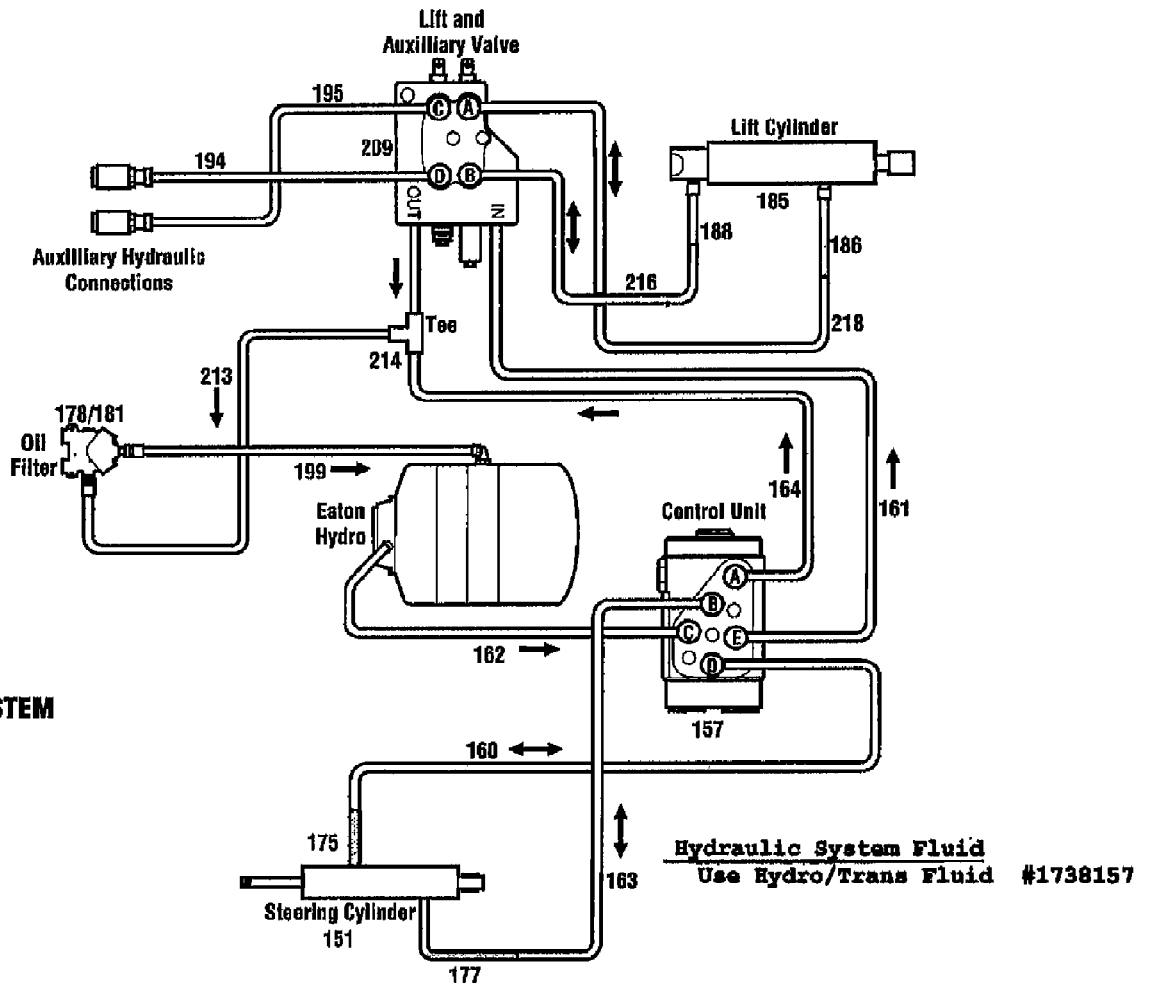 Lift and
Auxilliary Valve
195
C A
209
194
D B
OUT
IN
Lift Cylinder
185
188
186
Auxilliary Hydraulic
Connections
216
218
Tee
214
213
178/181
Oil
Filter
199
164
161
Eaton
Hydro
Control Unit
A
B
C
E
D
162
157
STEM
160
175
163
Steering Cylinder
151
177
Hydraulic System Fluid
Use Hydro/Trans Fluid #1738157